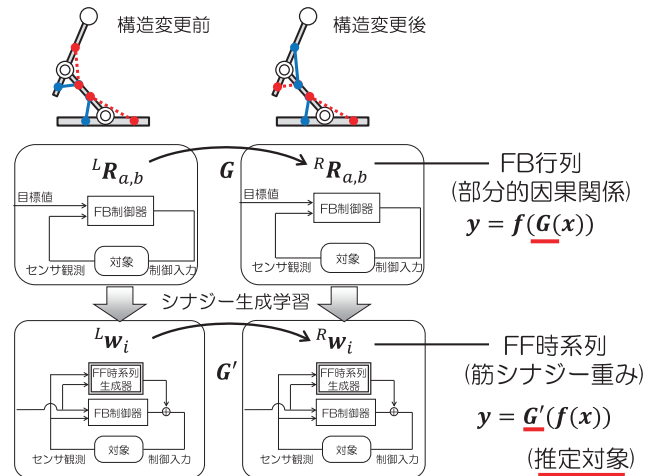 構造変更前
構造変更後
ᴸR_{a,b}
G
ᴿR_{a,b}
FB行列
(部分的因果関係)
y = f(G(x))
目標値
FB制御器
対象
センサ観測
制御入力
目標値
FB制御器
対象
センサ観測
制御入力
シナジー生成学習
ᴸw_i
G'
ᴿw_i
FF時系列
(筋シナジー重み)
y = G'(f(x))
(推定対象)
FF時系列
生成器
FB制御器
対象
センサ観測
制御入力
FF時系列
生成器
FB制御器
対象
センサ観測
制御入力